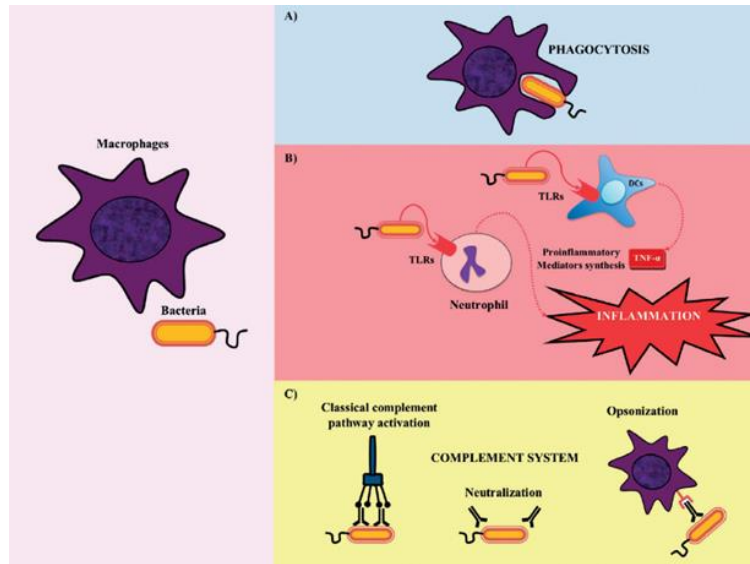 Macrophages
Bacteria
A)
PHAGOCYTOSIS
B)
DCs
TLRs
TLRs
Neutrophil
Proinflammatory
Mediators synthesis
TNF-α
INFLAMMATION
C)
Classical complement
pathway activation
COMPLEMENT SYSTEM
Neutralization
Opsonization